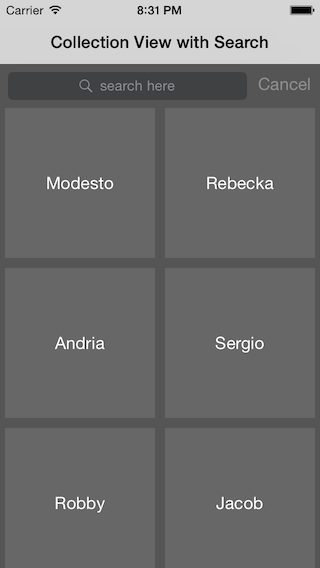 Carrier 8:31 PM
Collection View with Search
search here Cancel
Modesto Rebecka
Andria Sergio
Robby Jacob